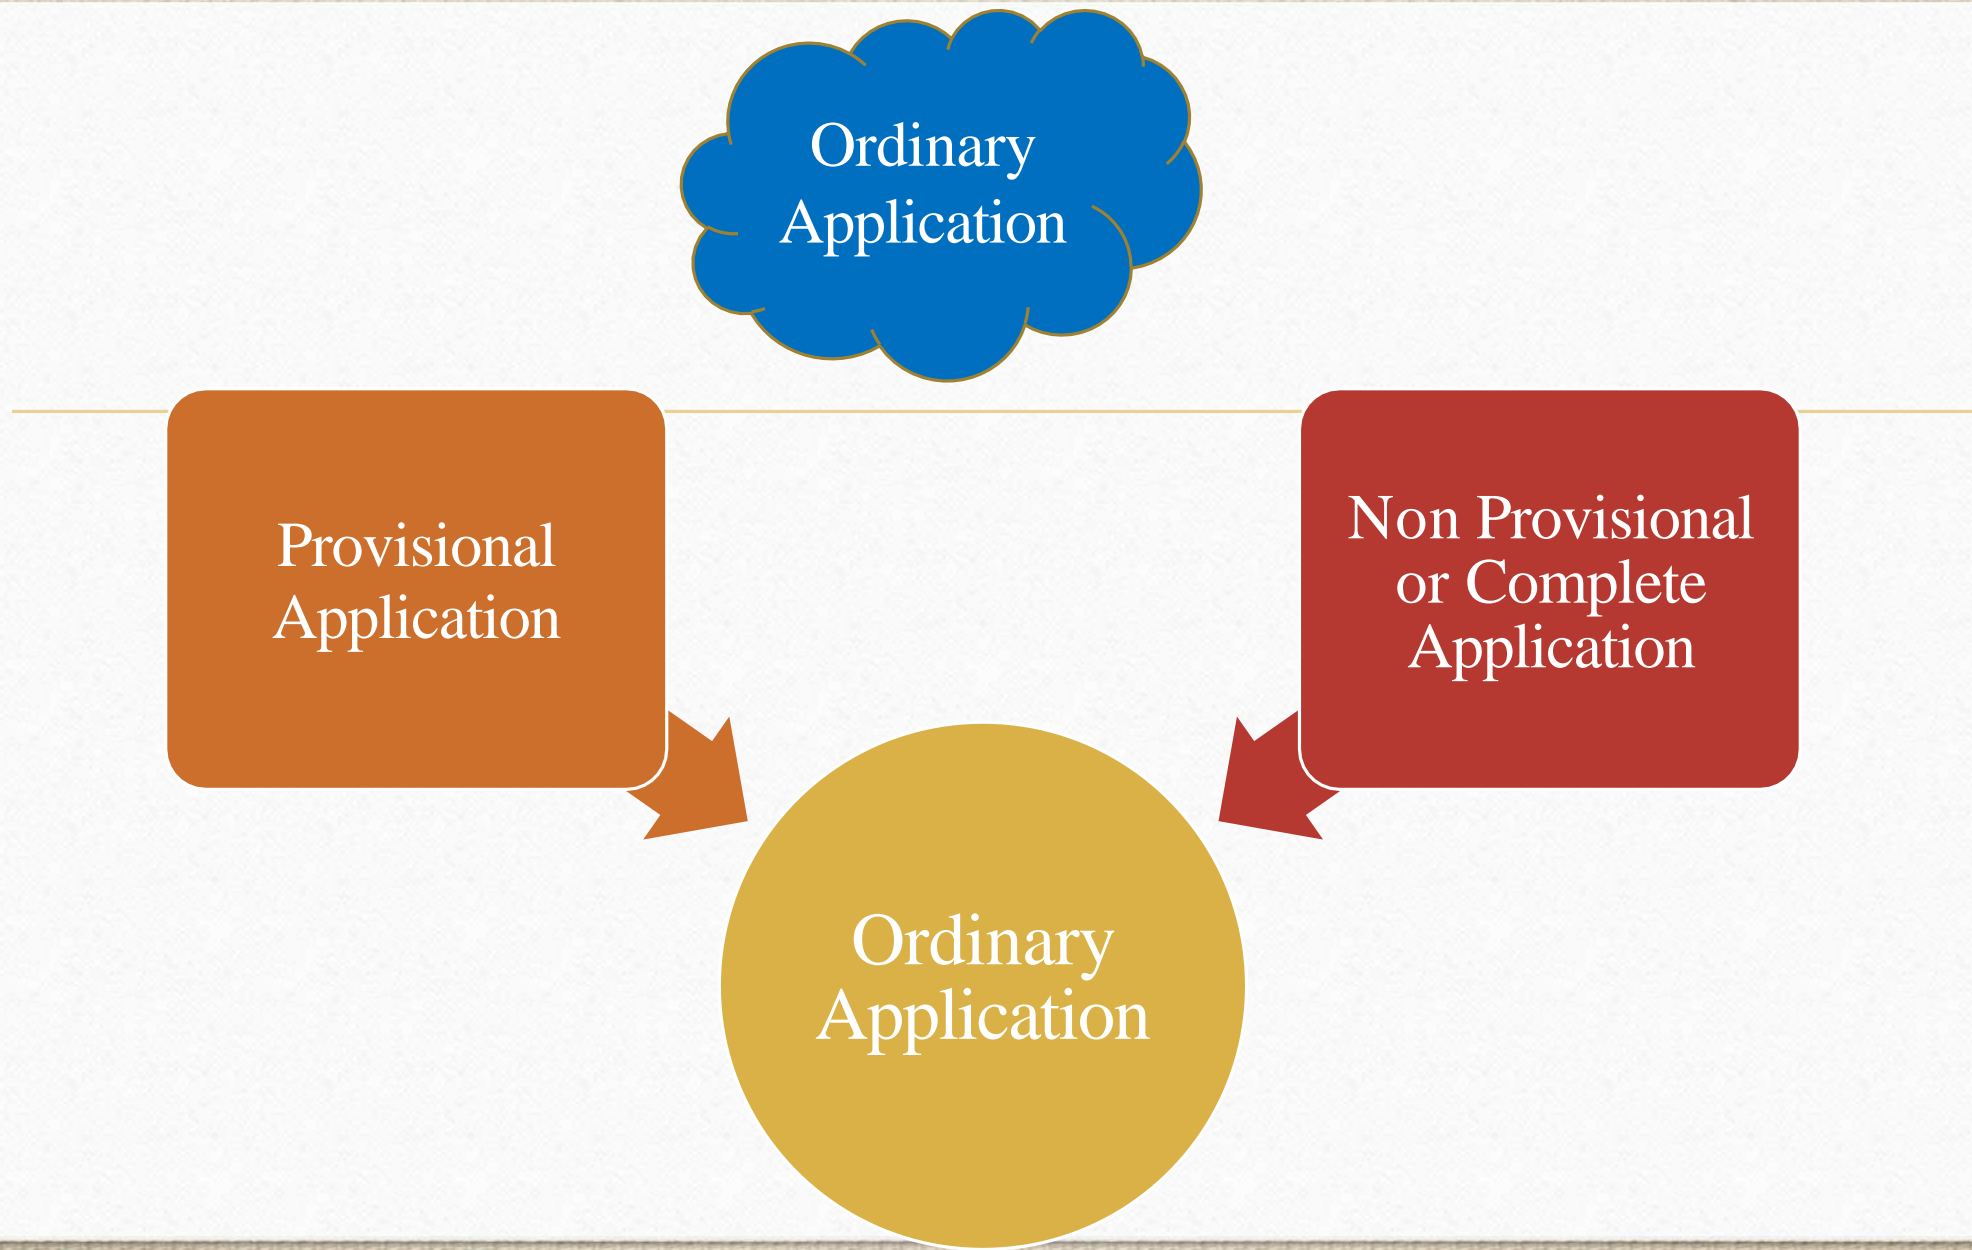 Ordinary
Application
Provisional
Application
Non Provisional
or Complete
Application
Ordinary
Application